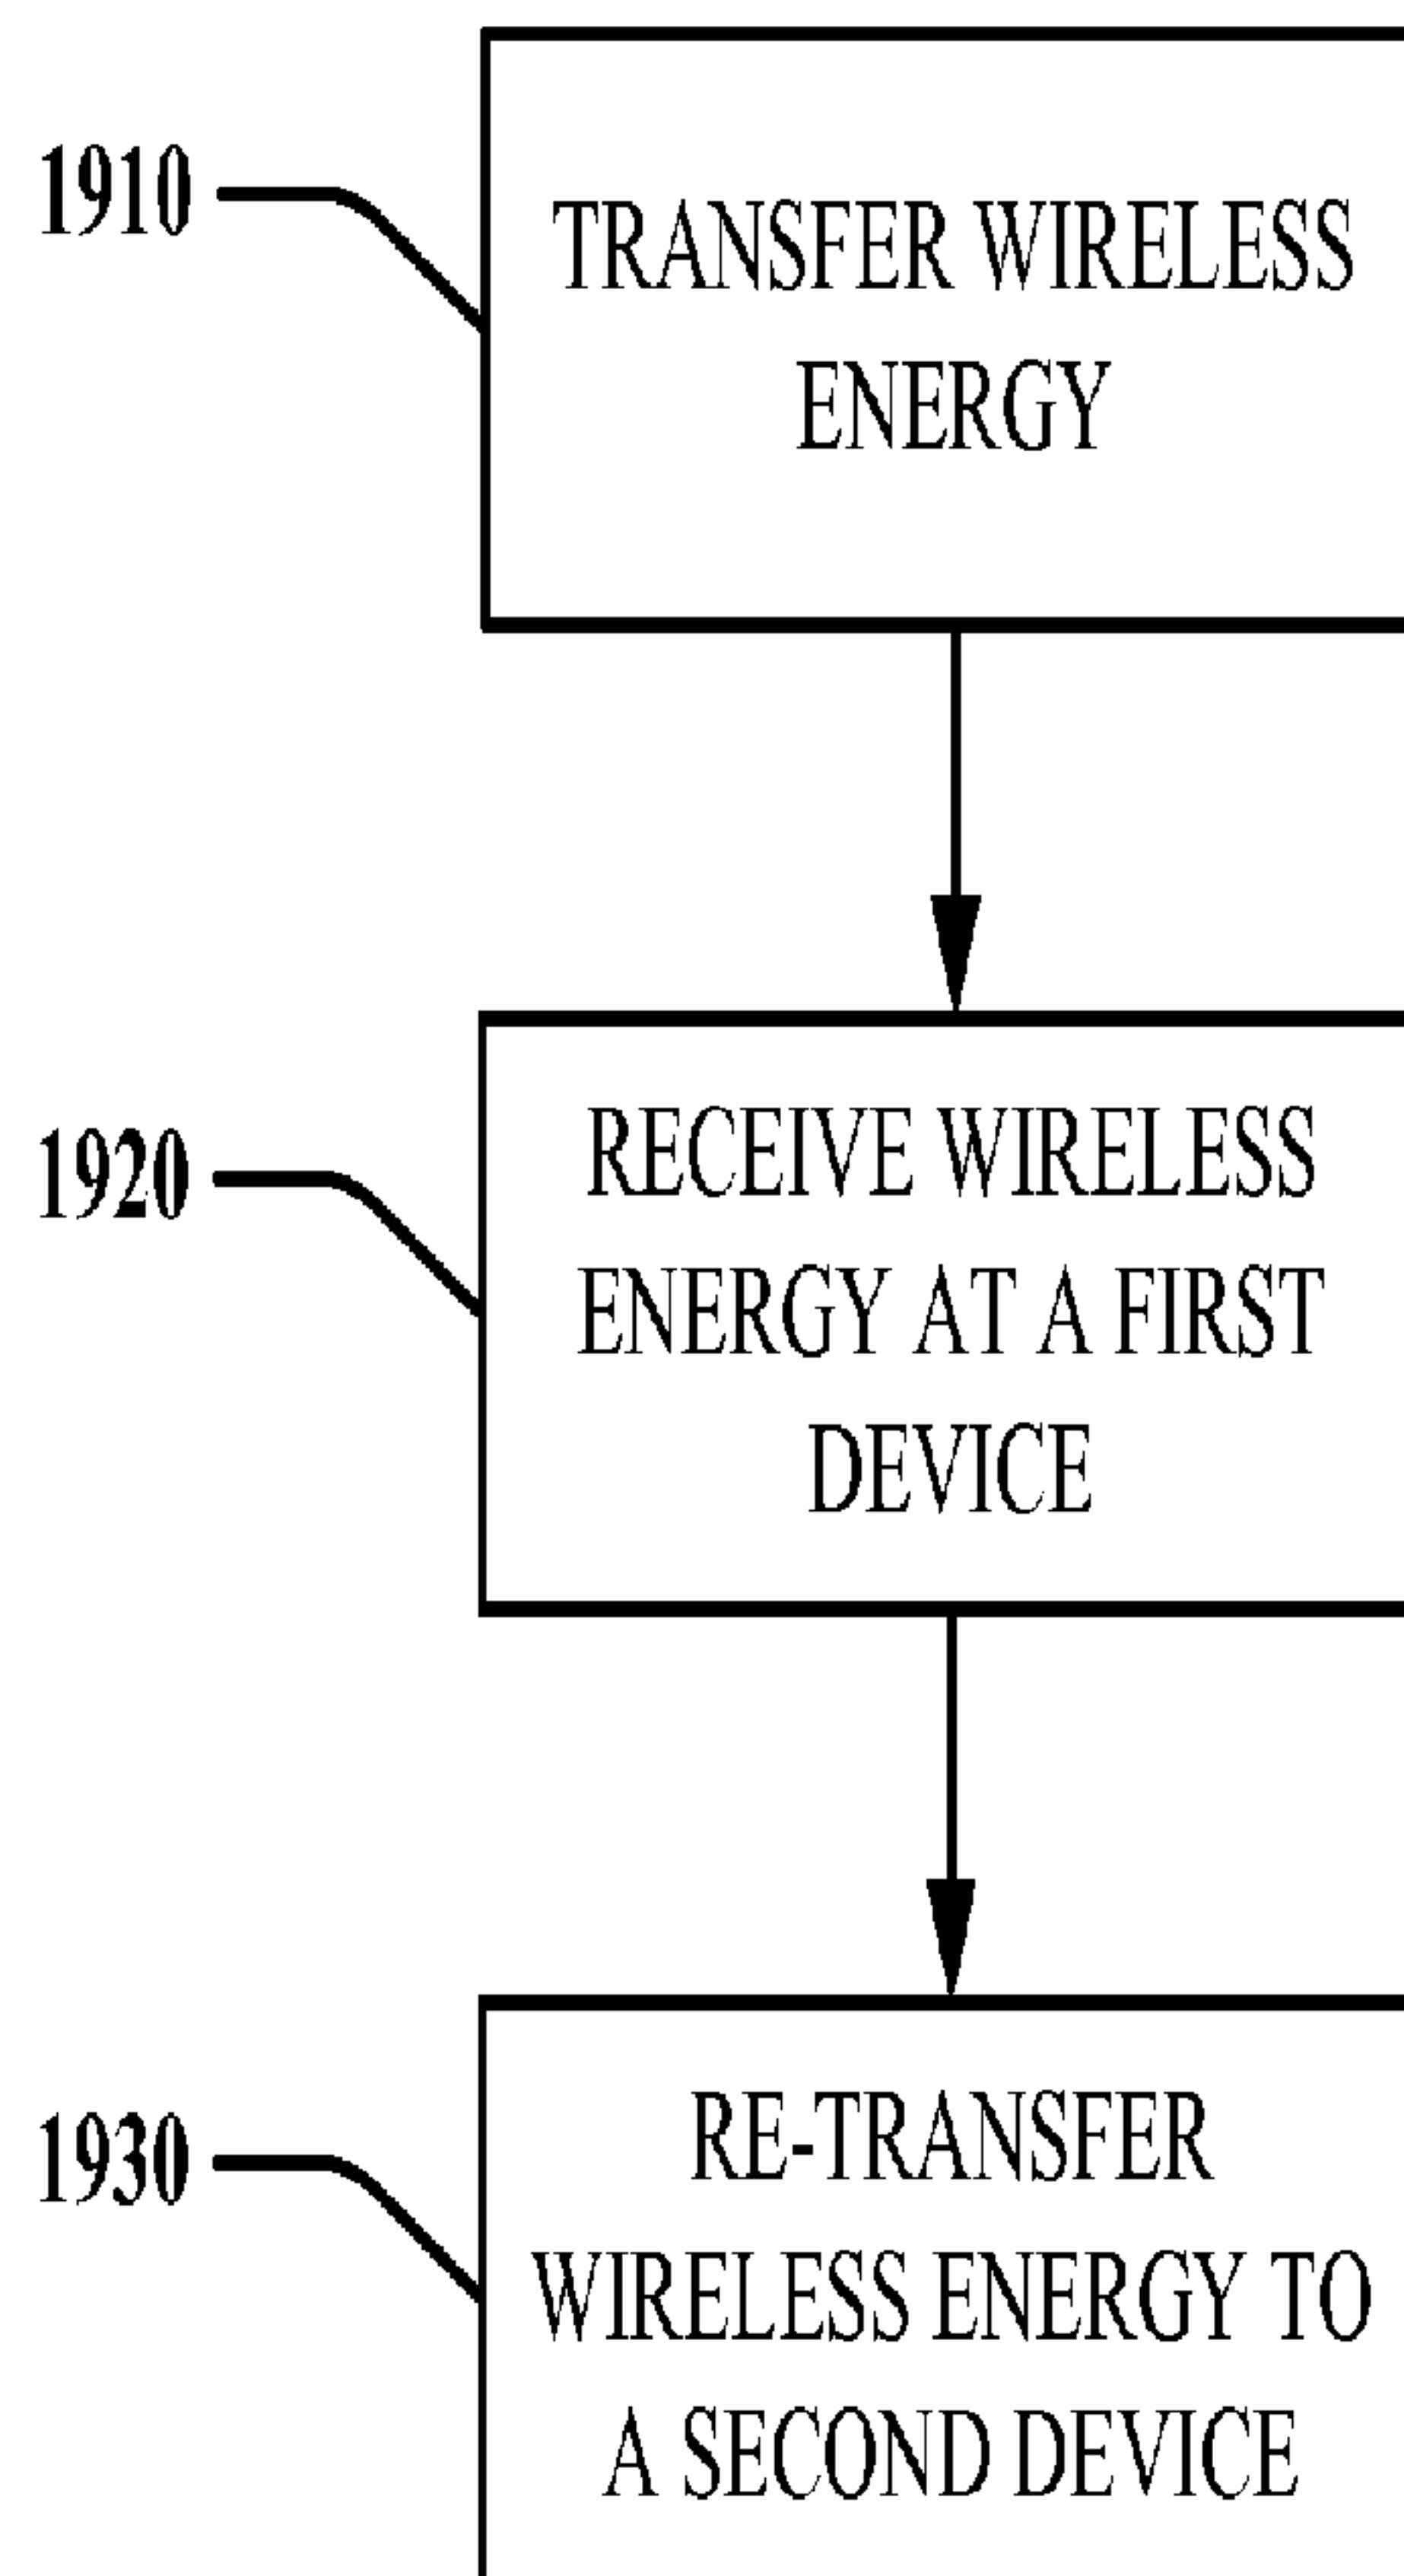 1910
TRANSFER WIRELESS
ENERGY
1920
RECEIVE WIRELESS
ENERGY AT A FIRST
DEVICE
1930
RE-TRANSFER
WIRELESS ENERGY TO
A SECOND DEVICE